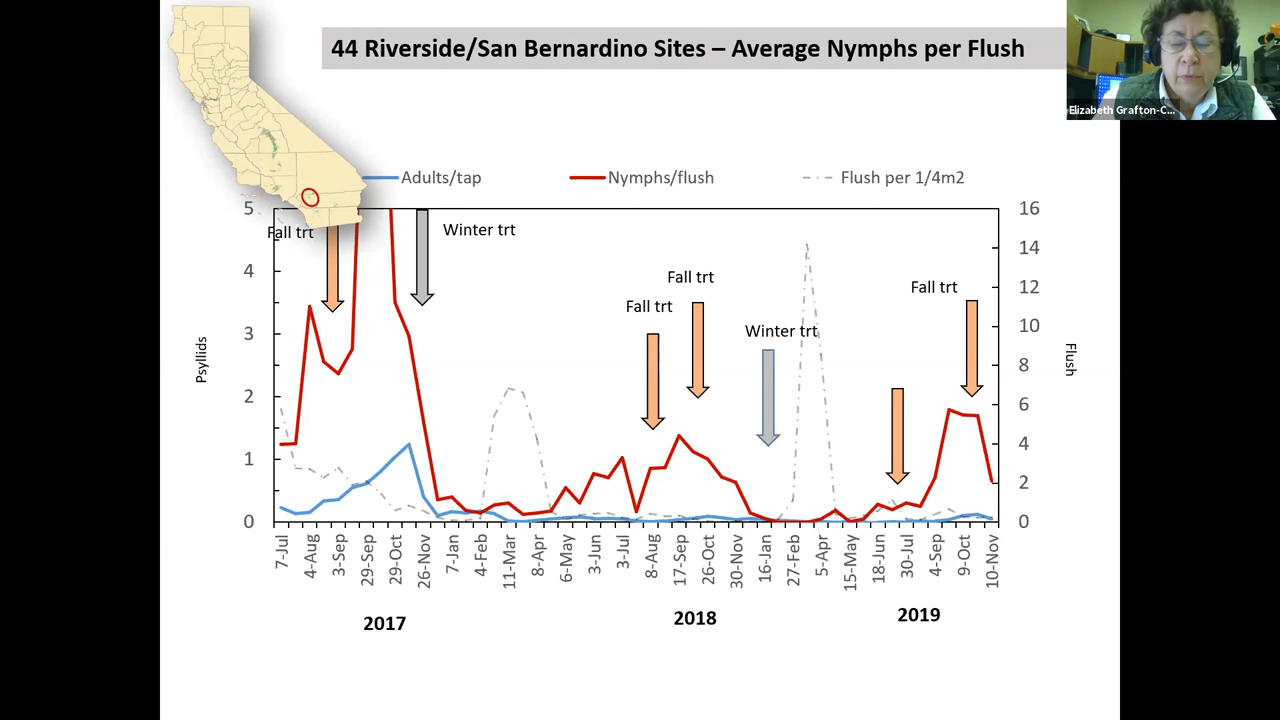 44 Riverside/San Bernardino Sites – Average Nymphs per Flush
Elizabeth Grafton-C...
Adults/tap
Nymphs/flush
Flush per 1/4m2
5
4
3
2
1
0
Psyllids
16
14
12
10
8
6
4
2
0
Flush
Fall trt
Winter trt
Fall trt
Fall trt
Winter trt
Fall trt
7-Jul
4-Aug
3-Sep
29-Sep
29-Oct
26-Nov
7-Jan
4-Feb
11-Mar
8-Apr
6-May
3-Jun
3-Jul
8-Aug
17-Sep
26-Oct
30-Nov
16-Jan
27-Feb
5-Apr
15-May
18-Jun
30-Jul
4-Sep
9-Oct
10-Nov
2017
2018
2019